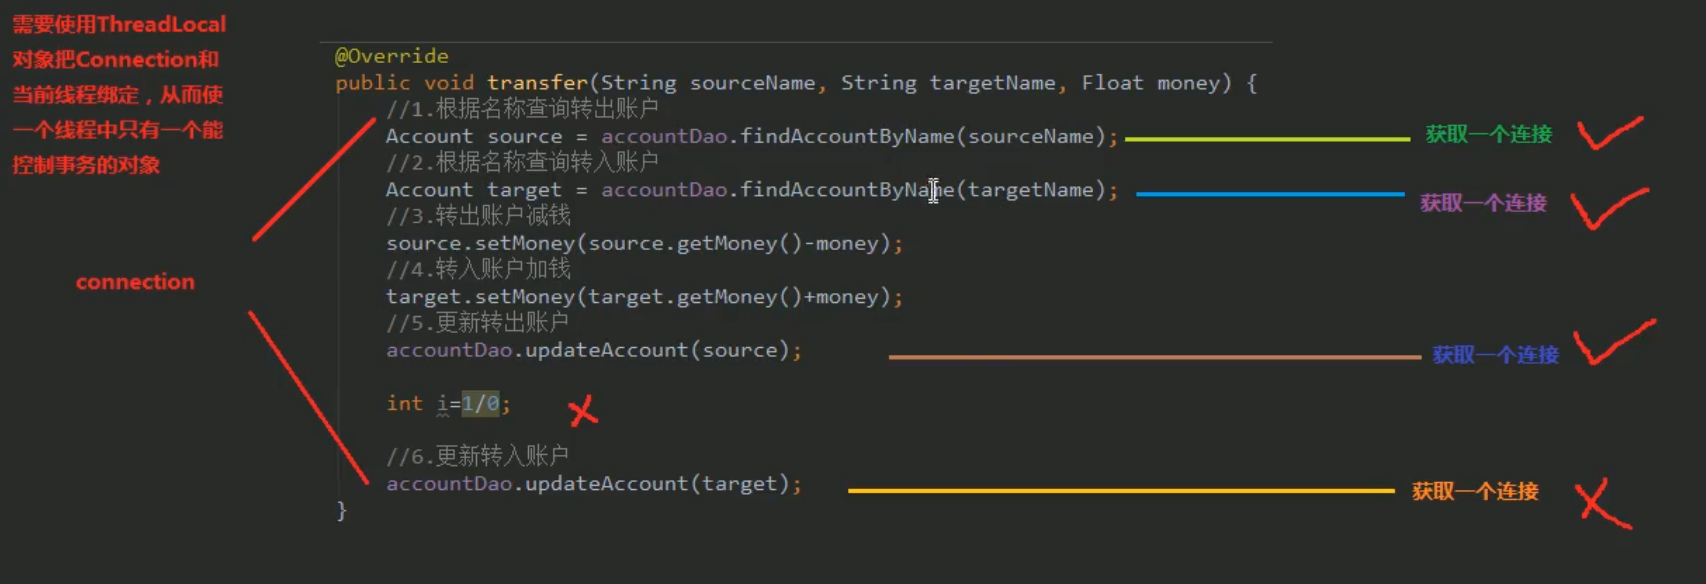 需要使用ThreadLocal
对象把Connection和
当前线程绑定，从而使
一个线程中只有一个能
控制事务的对象
@Override
public void transfer(String sourceName, String targetName, Float money) {
//1.根据名称查询转出账户
Account source = accountDao.findAccountByName(sourceName);
获取一个连接
//2.根据名称查询转入账户
Account target = accountDao.findAccountByName(targetName);
获取一个连接
//3.转出账户减钱
source.setMoney(source.getMoney()-money);
//4.转入账户加钱
connection
target.setMoney(target.getMoney()+money);
//5.更新转出账户
accountDao.updateAccount(source);
获取一个连接
int i=1/0;
//6.更新转入账户
accountDao.updateAccount(target);
获取一个连接
}